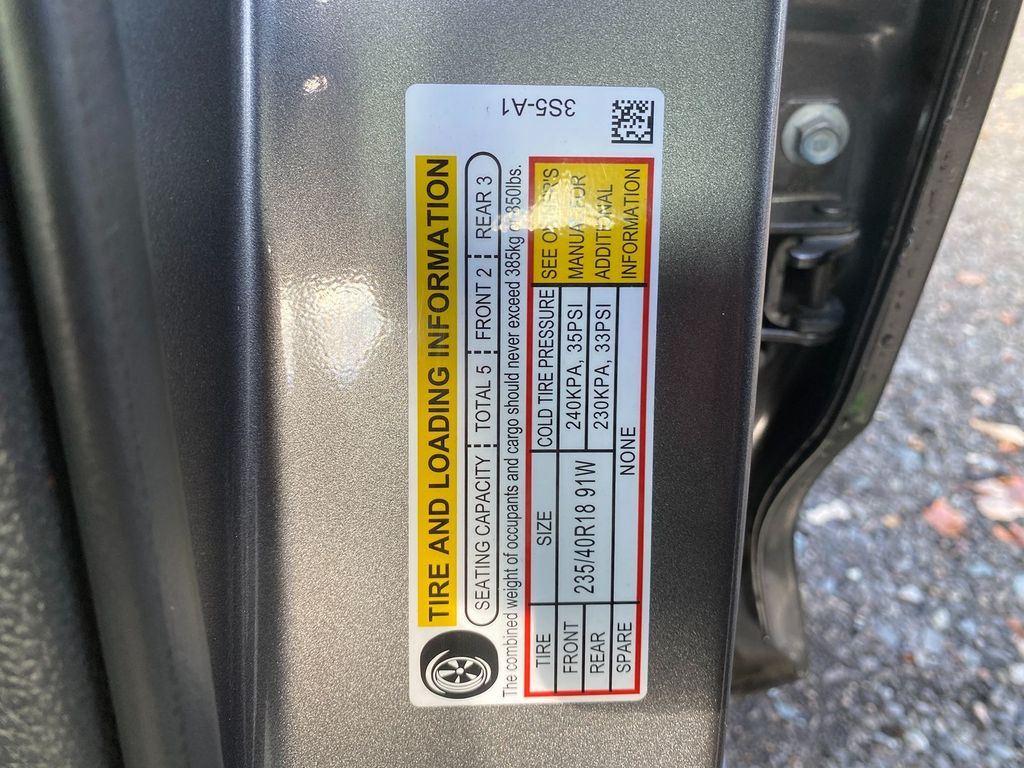 3S5-A1
TIRE AND LOADING INFORMATION
SEATING CAPACITY TOTAL 5 FRONT 2 REAR 3
The combined weight of occupants and cargo should never exceed 385kg or 850lbs.
TIRE SIZE COLD TIRE PRESSURE
FRONT 235/40R18 91W 240KPA, 35PSI
REAR 230KPA, 33PSI
SPARE NONE
SEE OWNER'S
MANUAL FOR
ADDITIONAL
INFORMATION